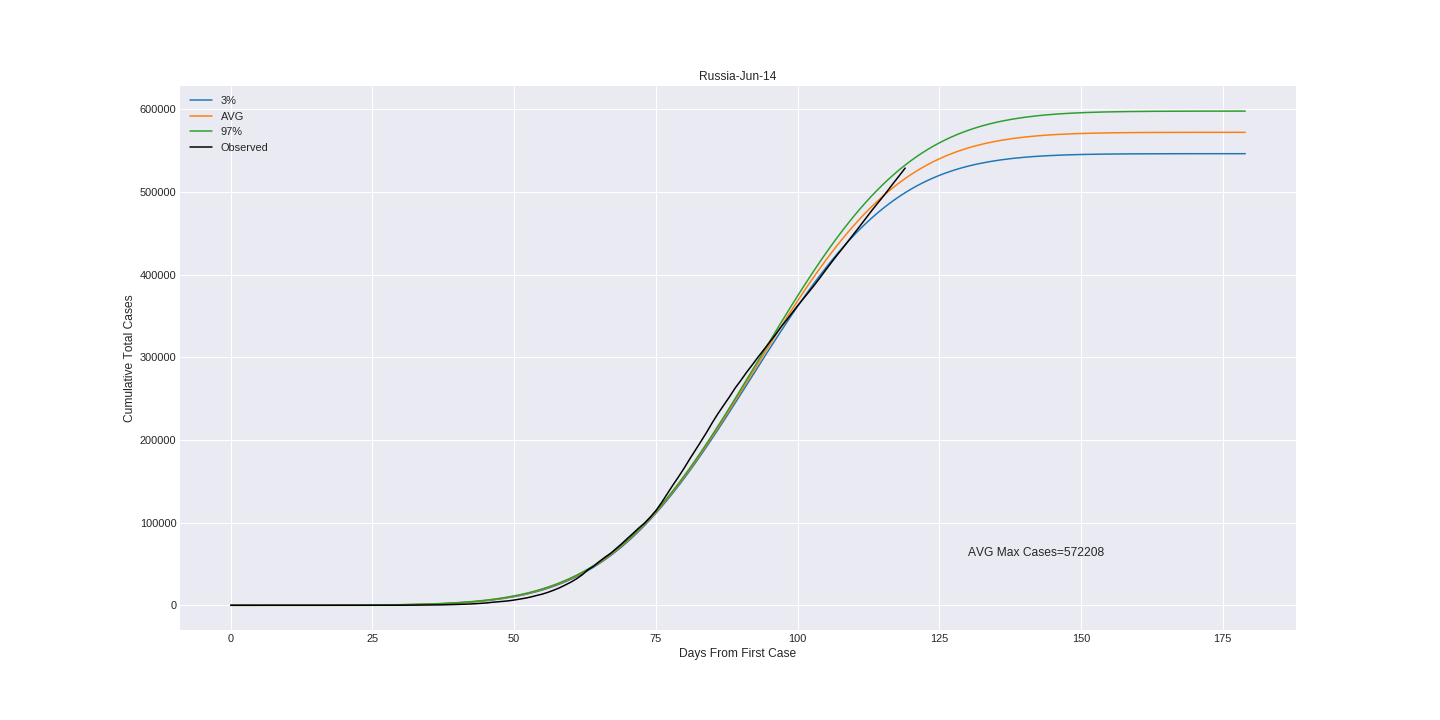 Russia-Jun-14
3%
AVG
97%
Observed
600000
500000
400000
300000
200000
100000
0
Cumulative Total Cases
AVG Max Cases=572208
0 25 50 75 100 125 150 175
Days From First Case